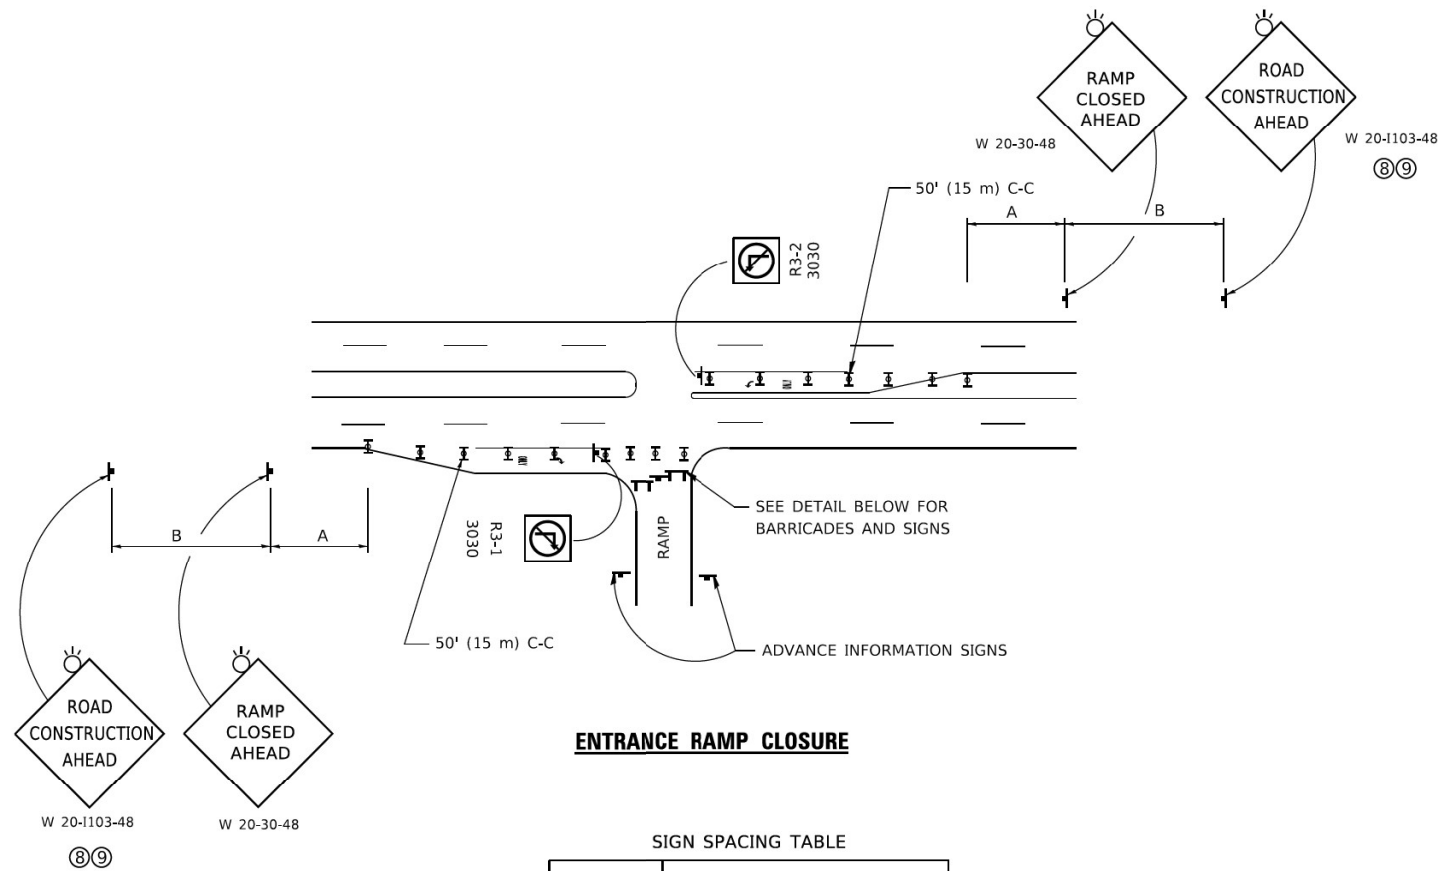 RAMP
CLOSED
AHEAD
W 20-30-48
ROAD
CONSTRUCTION
AHEAD
W 20-I103-48
⑧⑨
50' (15 m) C-C
A
B
R3-2
3030
SEE DETAIL BELOW FOR
BARRICADES AND SIGNS
RAMP
B
A
R3-1
3030
50' (15 m) C-C
ADVANCE INFORMATION SIGNS
ROAD
CONSTRUCTION
AHEAD
W 20-I103-48
⑧⑨
RAMP
CLOSED
AHEAD
W 20-30-48
ENTRANCE RAMP CLOSURE
SIGN SPACING TABLE